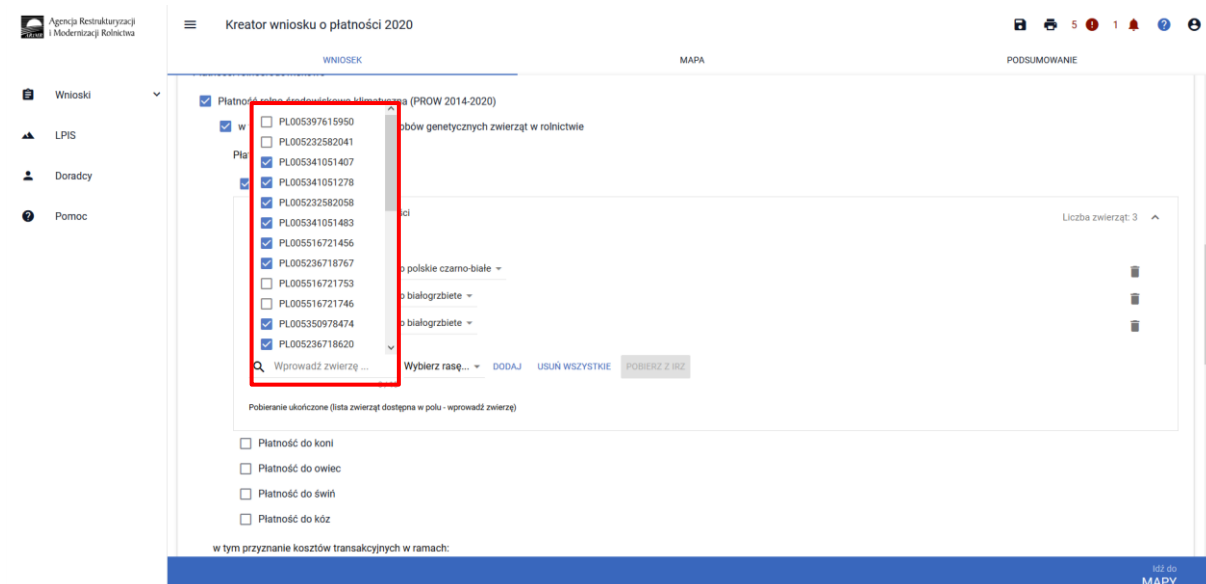 Agencja Restrukturyzacji
i Modernizacji Rolnictwa
Kreator wniosku o płatności 2020
5 1
WNIOSEK MAPA PODSUMOWANIE
Wnioski
LPIS
Doradcy
Pomoc
Płatność rolno-środowiskowo-klimatyczna (PROW 2014-2020)
w obów genetycznych zwierząt w rolnictwie
Pła
PL005397615950
PL005232582041
PL005341051407
PL005341051278
PL005232582058
PL005341051483
PL005516721456
PL005236718767
PL005516721753
PL005516721746
PL005350978474
PL005236718620
ci
Liczba zwierząt: 3
o polskie czarno-białe
o białogrzbiete
o białogrzbiete
Wprowadź zwierzę ... Wybierz rasę... DODAJ USUŃ WSZYSTKIE POBIERZ Z IRZ
Pobieranie ukończone (lista zwierząt dostępna w polu - wprowadź zwierzę)
Płatność do koni
Płatność do owiec
Płatność do świń
Płatność do kóz
w tym przyznanie kosztów transakcyjnych w ramach:
Idź do
MAPY